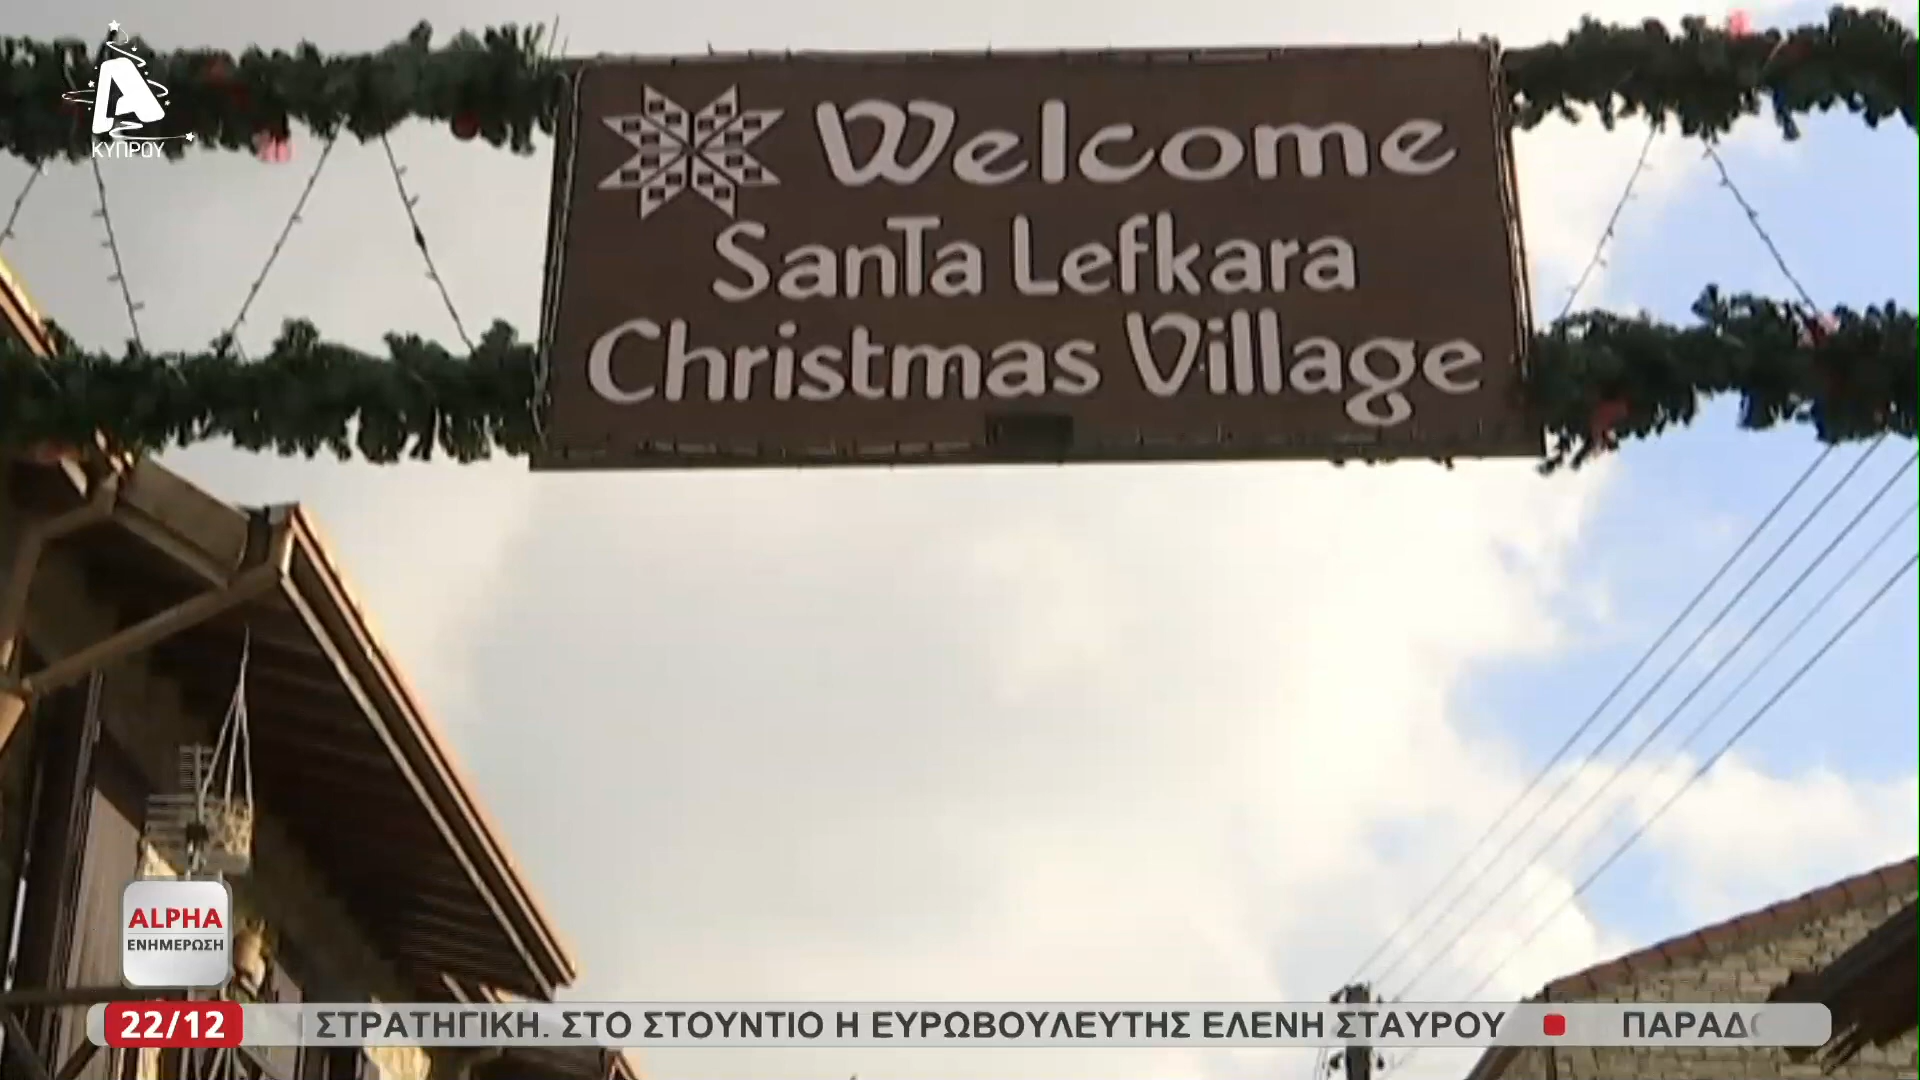 ΚΥΠΡΟΥ
Welcome
SanTa Lefkara
Christmas Village
ALPHA
ΕΝΗΜΕΡΩΣΗ
22/12 ΣΤΡΑΤΗΓΙΚΗ. ΣΤΟ ΣΤΟΥΝΤΙΟ Η ΕΥΡΩΒΟΥΛΕΥΤΗΣ ΕΛΕΝΗ ΣΤΑΥΡΟΥ